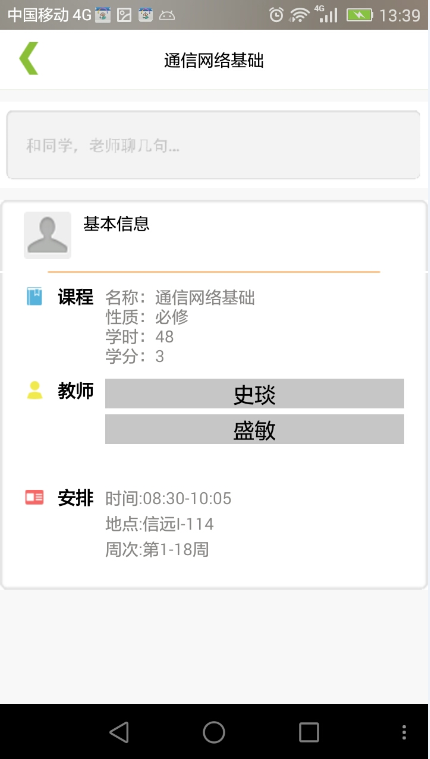 中国移动 4G 4G 13:39
通信网络基础
和同学，老师聊几句...
基本信息
课程 名称：通信网络基础
性质：必修
学时：48
学分：3
教师 史琰
盛敏
安排 时间:08:30-10:05
地点:信远I-114
周次:第1-18周